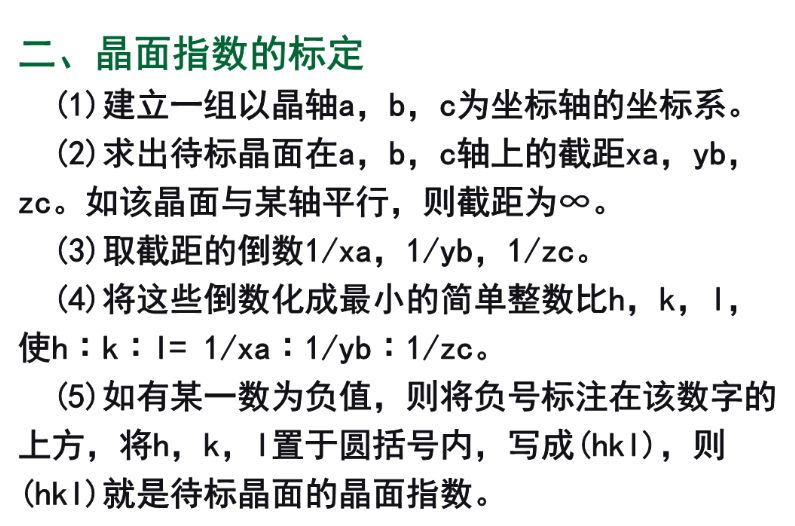 二、晶面指数的标定
(1)建立一组以晶轴a，b，c为坐标轴的坐标系。
(2)求出待标晶面在a，b，c轴上的截距xa，yb，
zc。如该晶面与某轴平行，则截距为∞。
(3)取截距的倒数1/xa，1/yb，1/zc。
(4)将这些倒数化成最小的简单整数比h，k，l，
使h∶k∶l= 1/xa∶1/yb∶1/zc。
(5)如有某一数为负值，则将负号标注在该数字的
上方，将h，k，l置于圆括号内，写成(hkl)，则
(hkl)就是待标晶面的晶面指数。